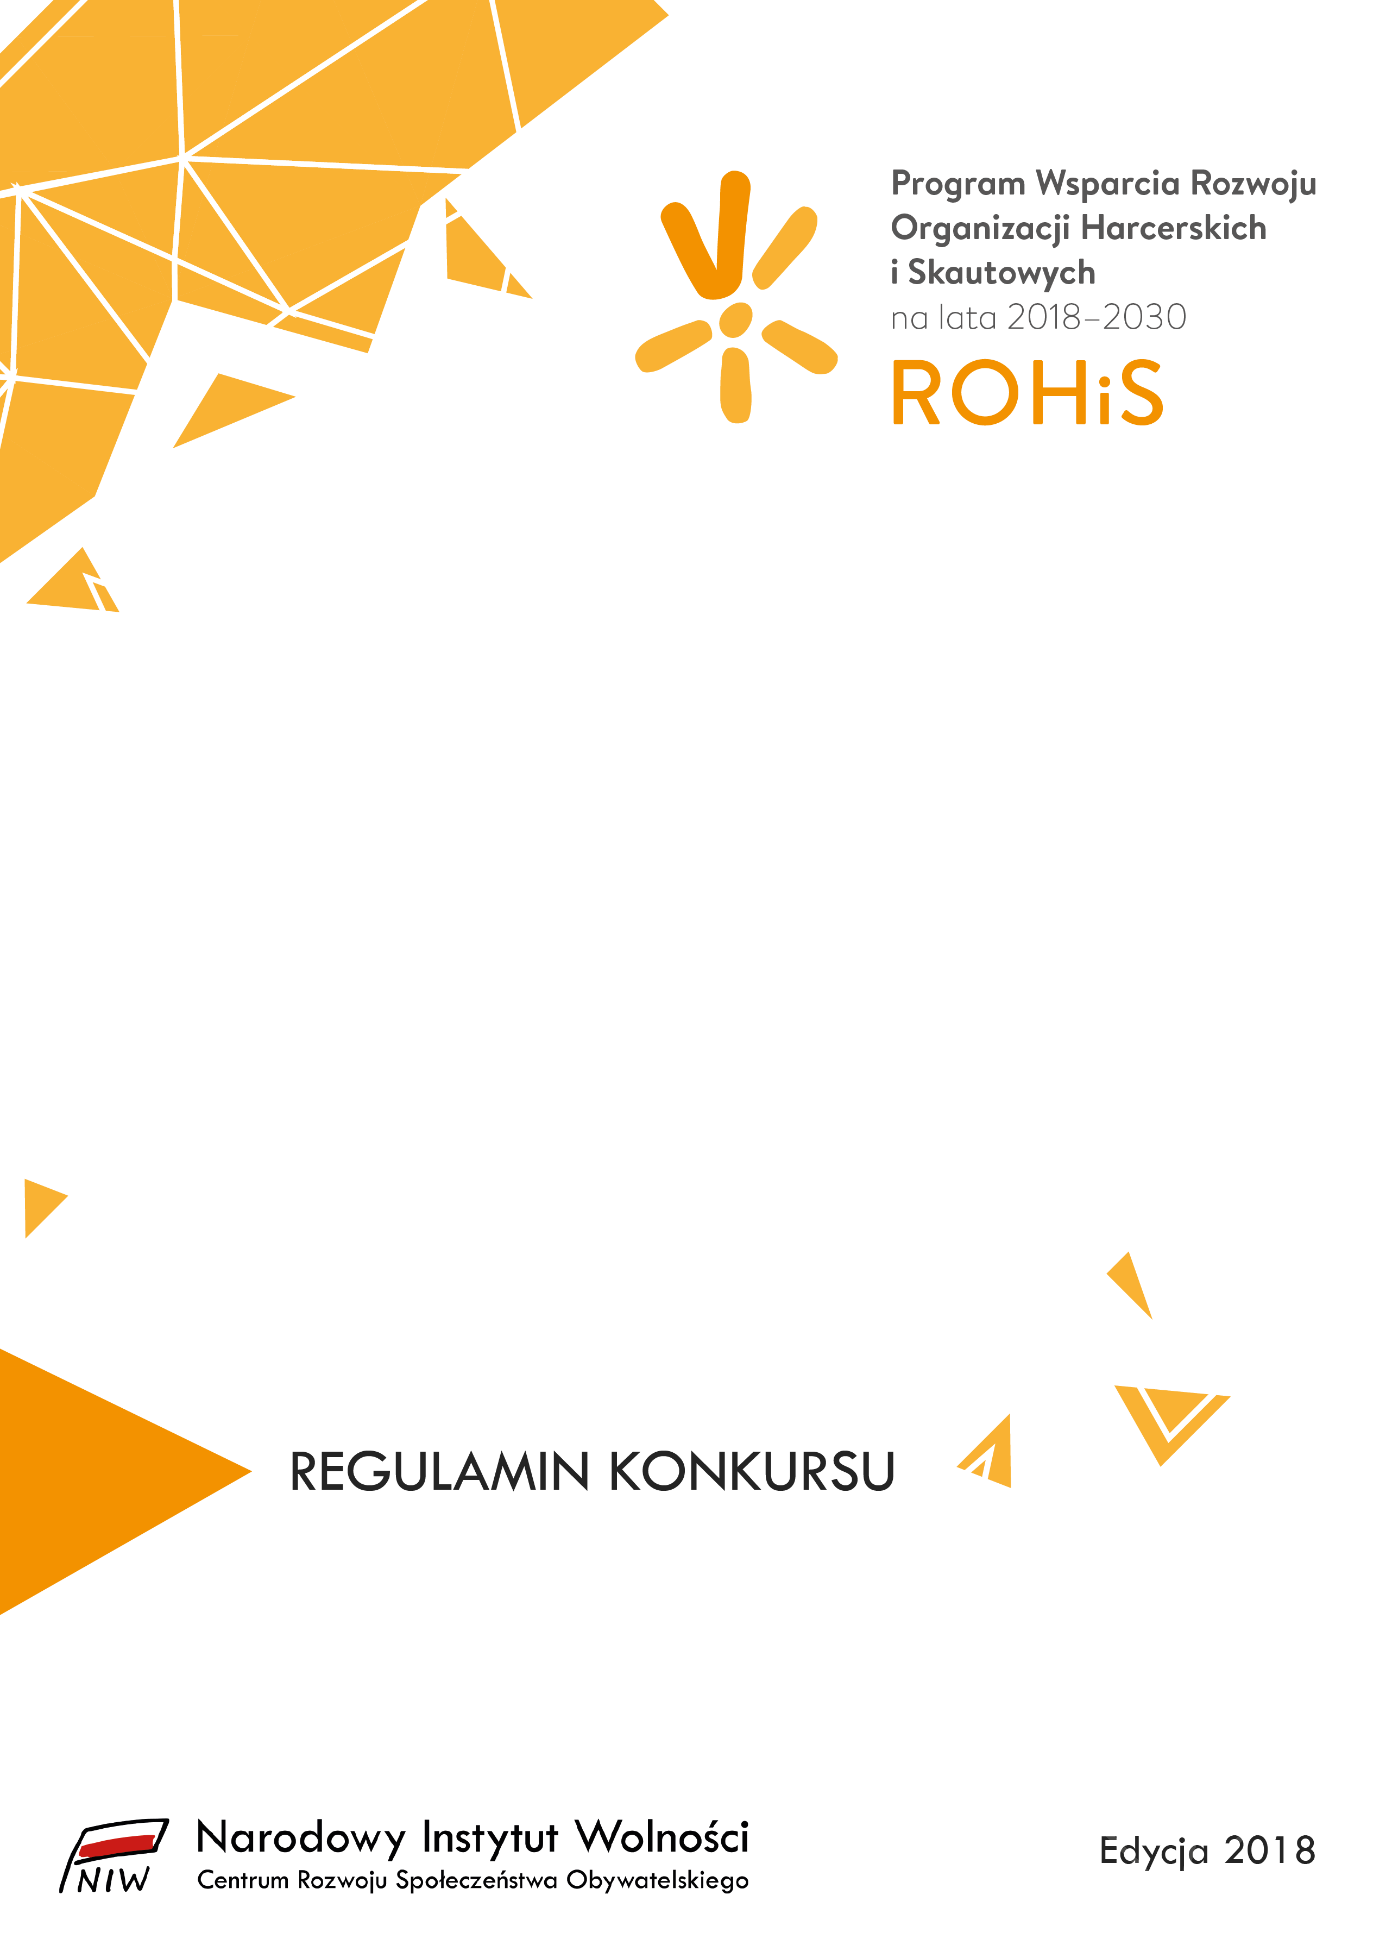 Program Wsparcia Rozwoju
Organizacji Harcerskich
i Skautowych
na lata 2018–2030
ROHiS
REGULAMIN KONKURSU
NIW
Narodowy Instytut Wolności
Centrum Rozwoju Społeczeństwa Obywatelskiego
Edycja 2018